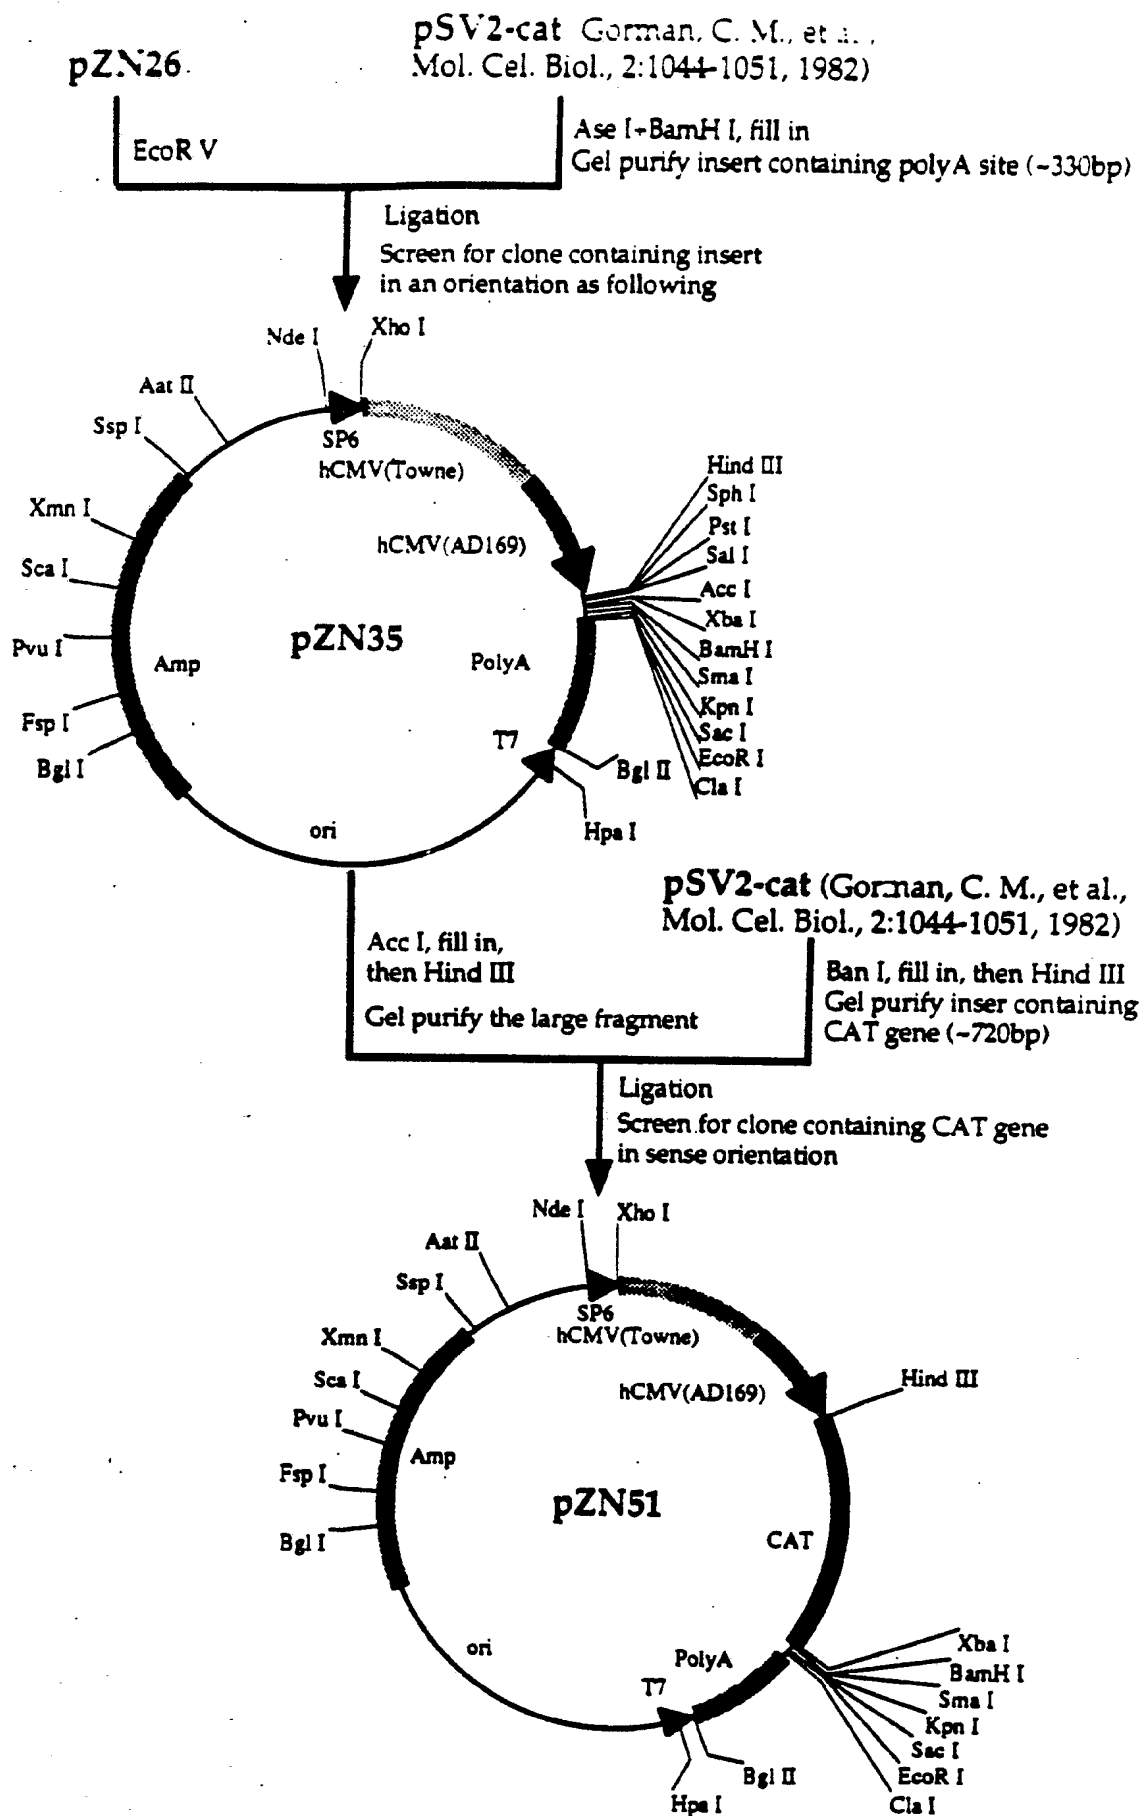 pZN26
pSV2-cat Gorman, C. M., et a.. ,
Mol. Cel. Biol., 2:1044-1051, 1982)
EcoR V
Ase I+BamH I, fill in
Gel purify insert containing polyA site (~330bp)
Ligation
Screen for clone containing insert
in an orientation as following
Nde I
Xho I
Aat II
Ssp I
Xmn I
Sca I
Pvu I
Fsp I
Bgl I
SP6
hCMV(Towne)
hCMV(AD169)
pZN35
Amp
PolyA
T7
ori
Hind III
Sph I
Pst I
Sal I
Acc I
Xba I
BamH I
Sma I
Kpn I
Sac I
EcoR I
Cla I
Bgl II
Hpa I
pSV2-cat (Gorman, C. M., et al.,
Mol. Cel. Biol., 2:1044-1051, 1982)
Acc I, fill in,
then Hind III
Gel purify the large fragment
Ban I, fill in, then Hind III
Gel purify inser containing
CAT gene (~720bp)
Ligation
Screen for clone containing CAT gene
in sense orientation
Nde I
Xho I
Aat II
Ssp I
Xmn I
Sca I
Pvu I
Fsp I
Bgl I
SP6
hCMV(Towne)
hCMV(AD169)
Hind III
Amp
pZN51
CAT
ori
PolyA
T7
Xba I
BamH I
Sma I
Kpn I
Sac I
EcoR I
Cla I
Bgl II
Hpa I